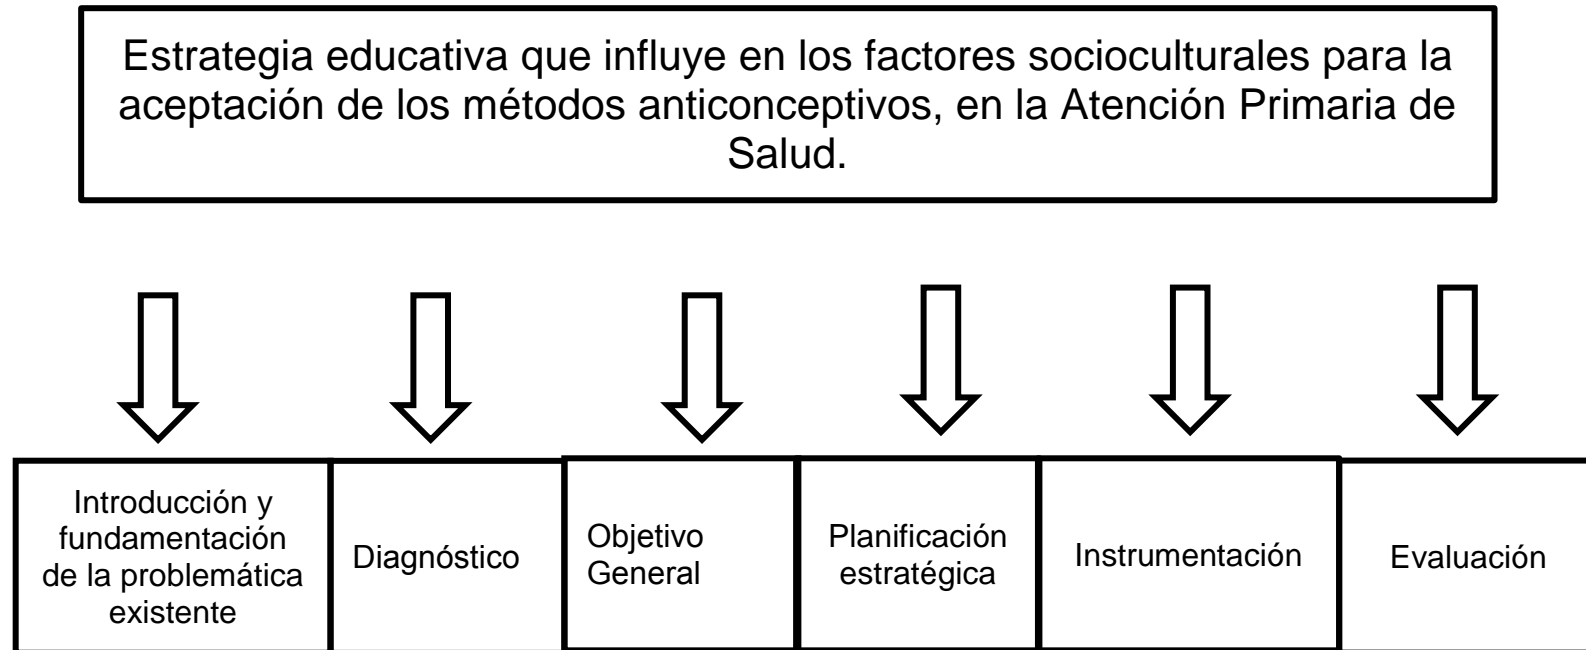 Estrategia educativa que influye en los factores socioculturales para la
aceptación de los métodos anticonceptivos, en la Atención Primaria de
Salud.
Introducción y
fundamentación
de la problemática
existente
Diagnóstico
Objetivo
General
Planificación
estratégica
Instrumentación
Evaluación